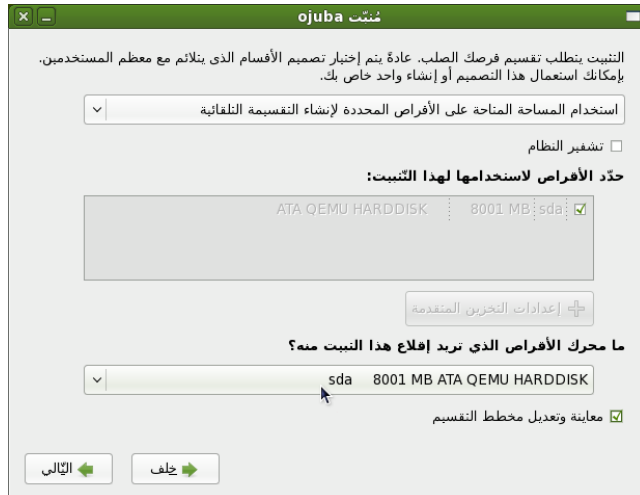 مُثبّت ojuba
التثبيت يتطلب تقسيم قرصك الصلب. عادةً يتم إختيار تصميم الأقسام الذى يتلائم مع معظم المستخدمين.
بإمكانك استعمال هذا التصميم أو إنشاء واحد خاص بك.
استخدام المساحة المتاحة على الأقراص المحددة لإنشاء التقسيمة التلقائية
تشفير النظام
حدّد الأقراص لاستخدامها لهذا التّثبيت:
sda 8001 MB ATA QEMU HARDDISK
إعدادات التخزين المتقدمة
ما محرك الأقراص الذي تريد إقلاع هذا التثبيت منه؟
sda 8001 MB ATA QEMU HARDDISK
معاينة وتعديل مخطط التقسيم
خلف
التّالي